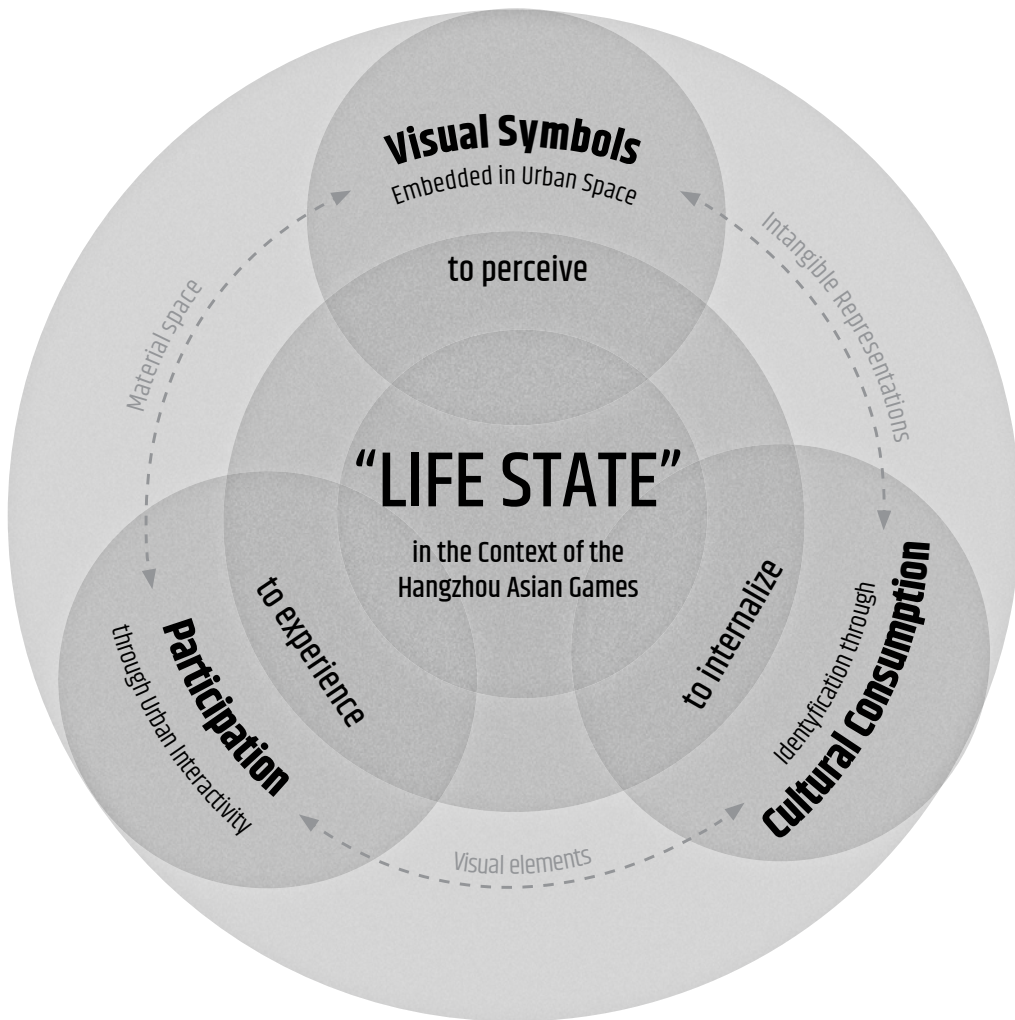 Visual Symbols
Embedded in Urban Space
to perceive
Material space
Intangible Representations
“LIFE STATE”
in the Context of the
Hangzhou Asian Games
to experience
Participation
through Urban Interactivity
to internalize
Identyfication through
Cultural Consumption
Visual elements